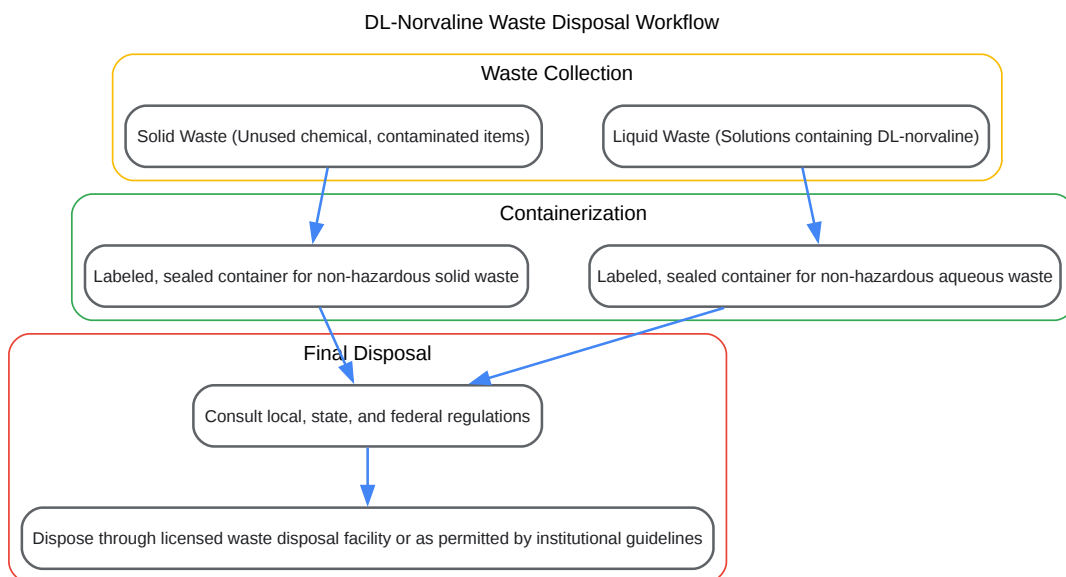 DL-Norvaline Waste Disposal Workflow
Waste Collection
Solid Waste (Unused chemical, contaminated items)
Liquid Waste (Solutions containing DL-norvaline)
Containerization
Labeled, sealed container for non-hazardous solid waste
Labeled, sealed container for non-hazardous aqueous waste
Final Disposal
Consult local, state, and federal regulations
Dispose through licensed waste disposal facility or as permitted by institutional guidelines